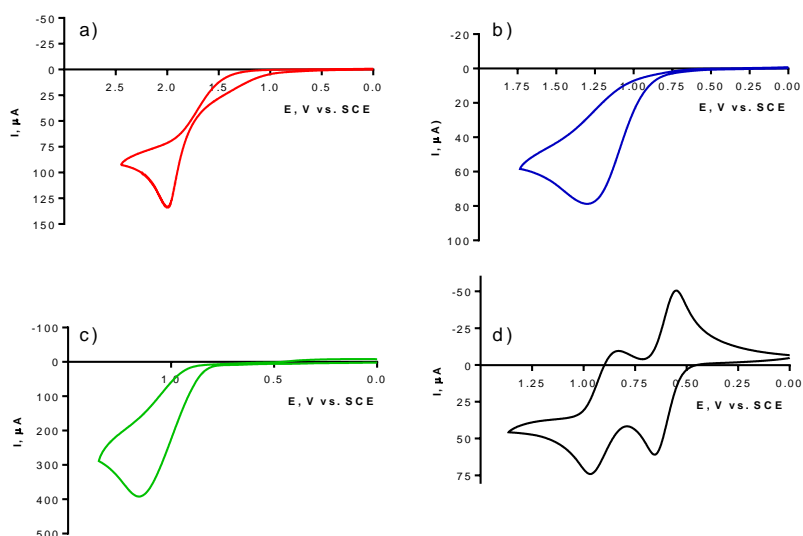 a)
-50
-25
0
25
50
75
100
125
150
I, µA
2.5 2.0 1.5 1.0 0.5 0.0
E, V vs. SCE
b)
-20
0
20
40
60
80
100
I, µA)
1.75 1.50 1.25 1.00 0.75 0.50 0.25 0.00
E, V vs. SCE
c)
-100
0
100
200
300
400
500
I, µA
1.0 0.5 0.0
E, V vs. SCE
d)
-50
-25
0
25
50
75
I, µA
1.25 1.00 0.75 0.50 0.25 0.00
E, V vs. SCE